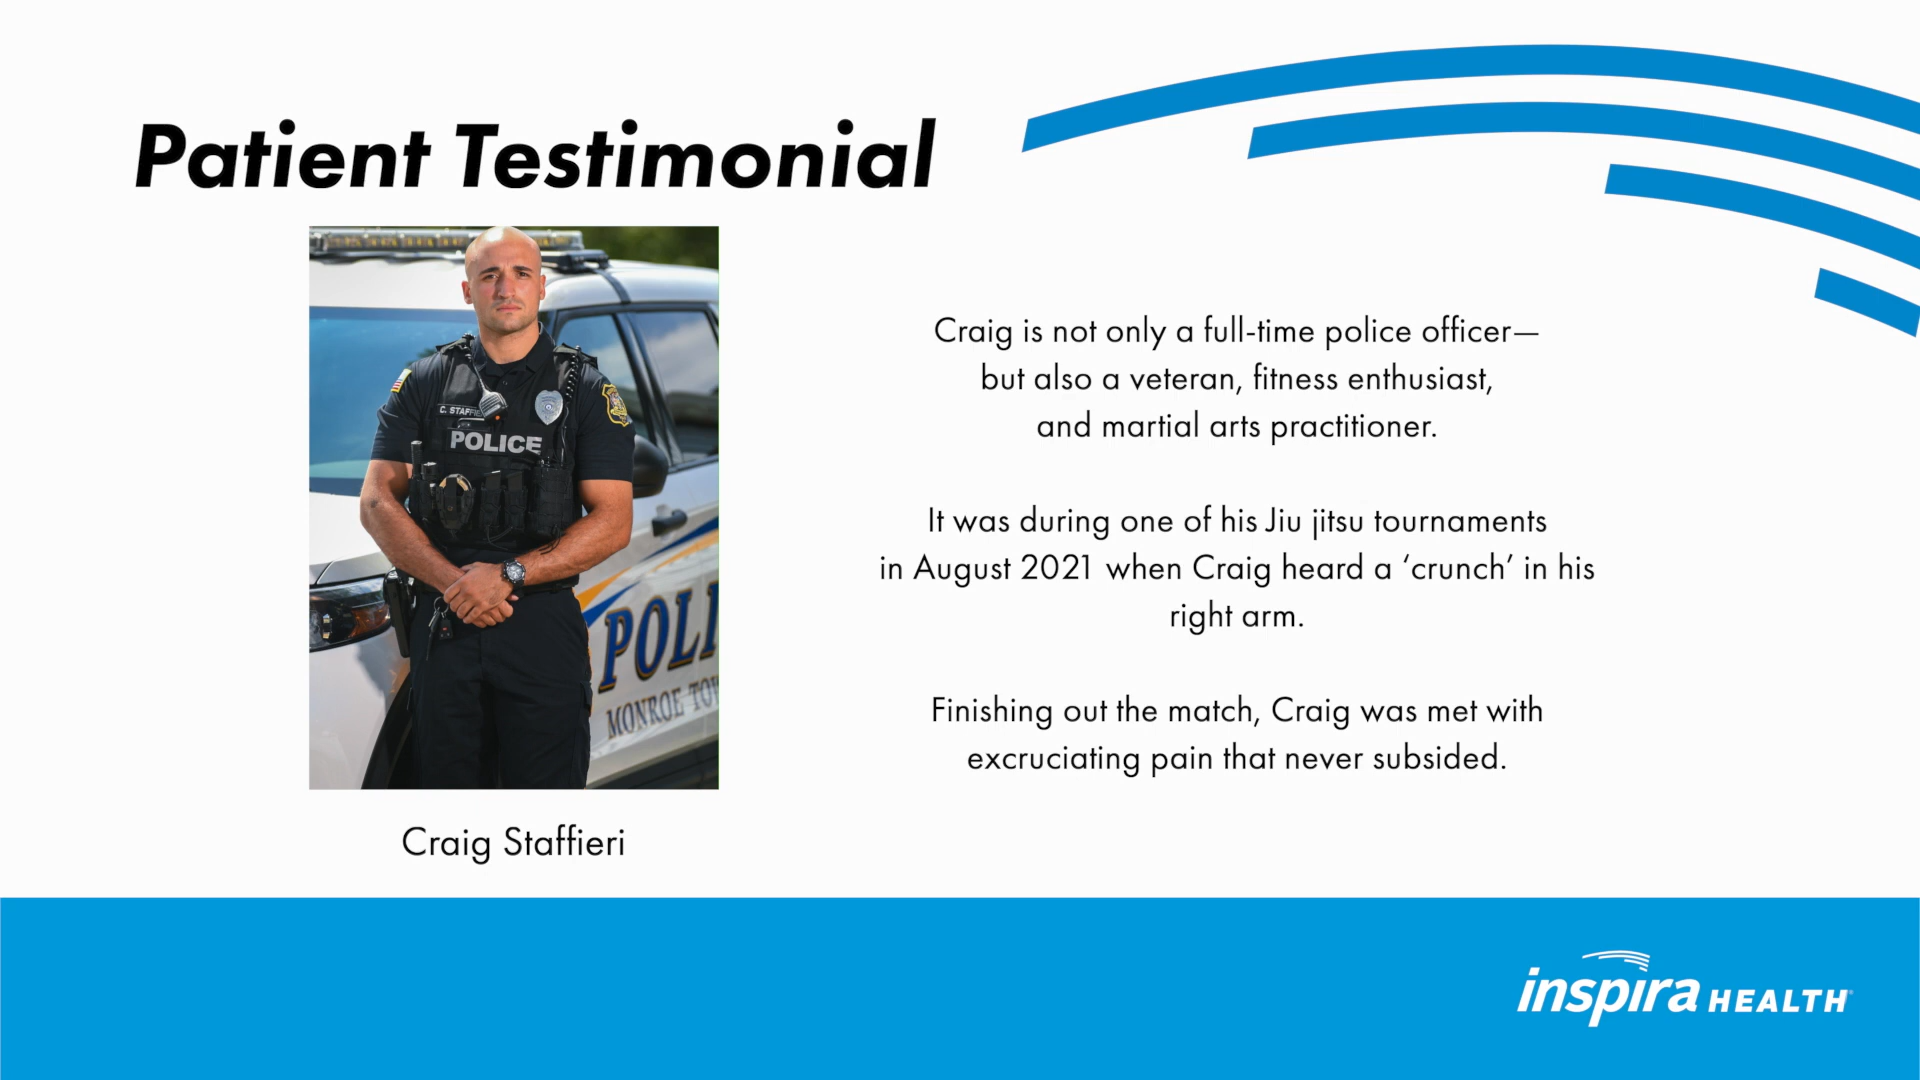 Patient Testimonial
C. STAFFIE
POLICE
POLI
MONROE TOW
Craig Staffieri
Craig is not only a full-time police officer—
but also a veteran, fitness enthusiast,
and martial arts practitioner.
It was during one of his Jiu jitsu tournaments
in August 2021 when Craig heard a ‘crunch’ in his
right arm.
Finishing out the match, Craig was met with
excruciating pain that never subsided.
inspira HEALTH